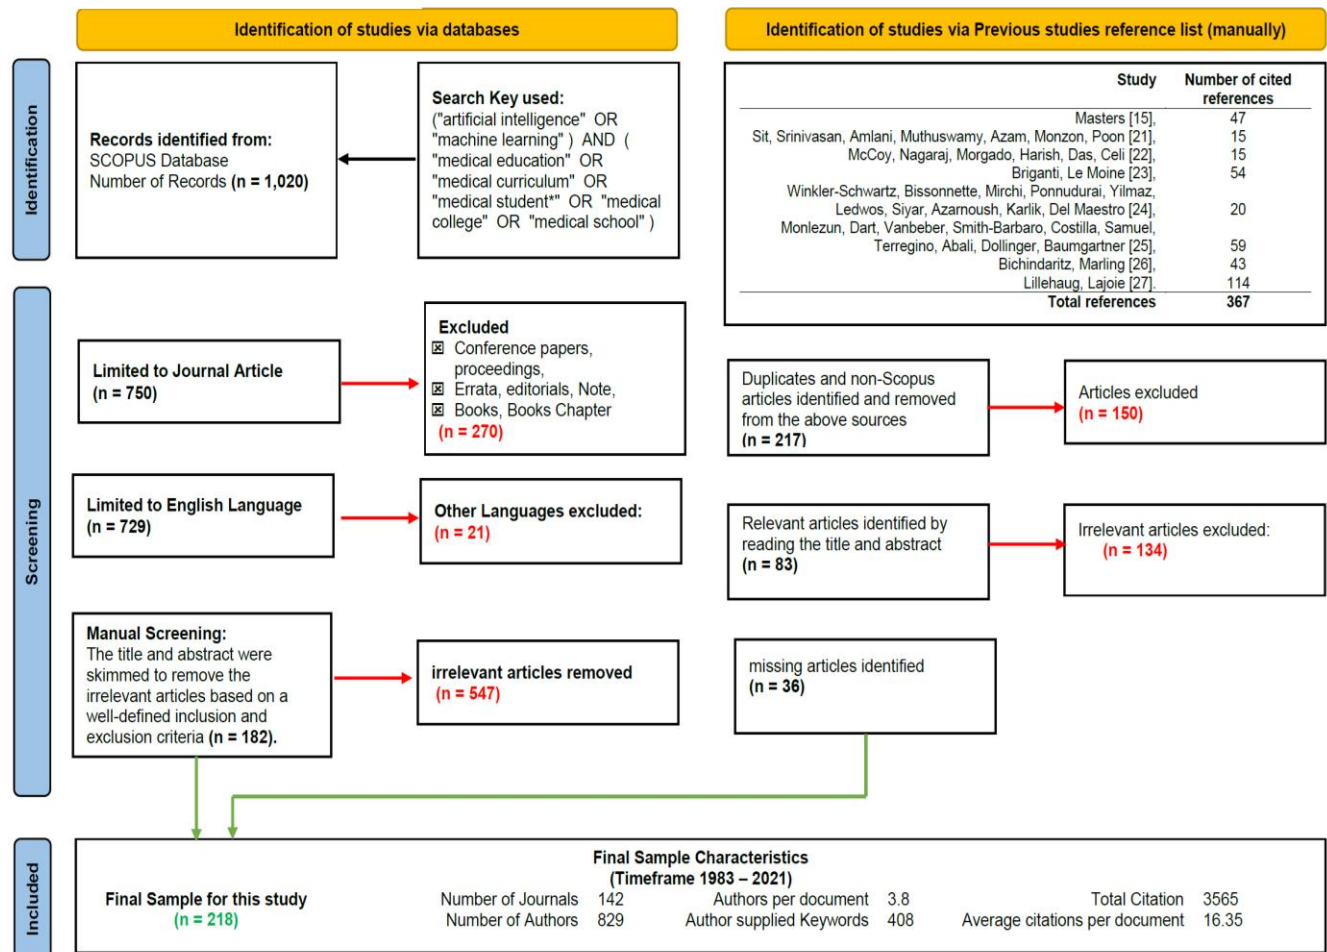 Identification of studies via databases
Identification of studies via Previous studies reference list (manually)
Identification
Records identified from:
SCOPUS Database
Number of Records (n = 1,020)
Search Key used:
("artificial intelligence" OR
"machine learning" ) AND (
"medical education" OR
"medical curriculum" OR
"medical student*" OR "medical
college" OR "medical school" )
Study Number of cited
references
Masters [15], 47
Sit, Srinivasan, Amlani, Muthuswamy, Azam, Monzon, Poon [21], 15
McCoy, Nagaraj, Morgado, Harish, Das, Celi [22], 15
Briganti, Le Moine [23], 54
Winkler-Schwartz, Bissonnette, Mirchi, Ponnudurai, Yilmaz,
Ledwos, Siyar, Azarnoush, Karlik, Del Maestro [24], 20
Monlezun, Dart, Vanbeber, Smith-Barbaro, Costilla, Samuel,
Terregino, Abali, Dollinger, Baumgartner [25], 59
Bichindaritz, Marling [26], 43
Lillehaug, Lajoie [27]. 114
Total references 367
Screening
Limited to Journal Article
(n = 750)
Excluded
Conference papers,
proceedings,
Errata, editorials, Note,
Books, Books Chapter
(n = 270)
Duplicates and non-Scopus
articles identified and removed
from the above sources
(n = 217)
Articles excluded
(n = 150)
Limited to English Language
(n = 729)
Other Languages excluded:
(n = 21)
Relevant articles identified by
reading the title and abstract
(n = 83)
Irrelevant articles excluded:
(n = 134)
Manual Screening:
The title and abstract were
skimmed to remove the
irrelevant articles based on a
well-defined inclusion and
exclusion criteria (n = 182).
irrelevant articles removed
(n = 547)
missing articles identified
(n = 36)
Included
Final Sample for this study
(n = 218)
Final Sample Characteristics
(Timeframe 1983 – 2021)
Number of Journals 142 Authors per document 3.8 Total Citation 3565
Number of Authors 829 Author supplied Keywords 408 Average citations per document 16.35